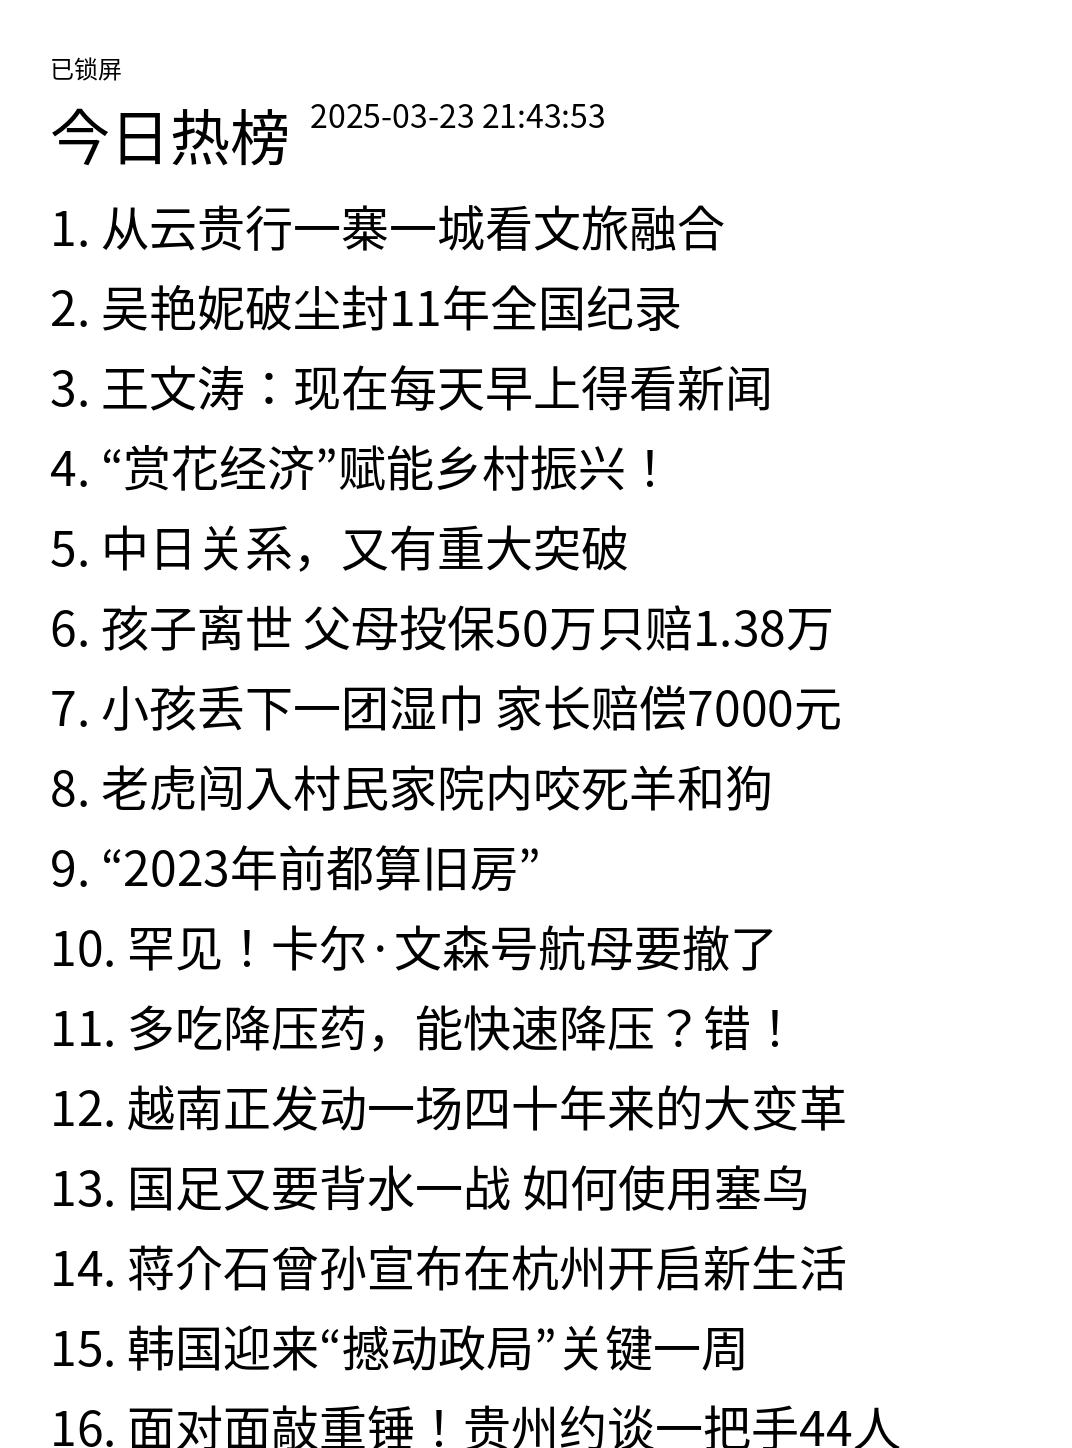 已锁屏
今日热榜 2025-03-23 21:43:53
1. 从云贵行一寨一城看文旅融合
2. 吴艳妮破尘封11年全国纪录
3. 王文涛：现在每天早上得看新闻
4. “赏花经济”赋能乡村振兴！
5. 中日关系，又有重大突破
6. 孩子离世 父母投保50万只赔1.38万
7. 小孩丢下一团湿巾 家长赔偿7000元
8. 老虎闯入村民家院内咬死羊和狗
9. “2023年前都算旧房”
10. 罕见！卡尔·文森号航母要撤了
11. 多吃降压药，能快速降压？错！
12. 越南正发动一场四十年来的大变革
13. 国足又要背水一战 如何使用塞鸟
14. 蒋介石曾孙宣布在杭州开启新生活
15. 韩国迎来“撼动政局”关键一周
16. 面对面敲重锤！贵州约谈一把手44人